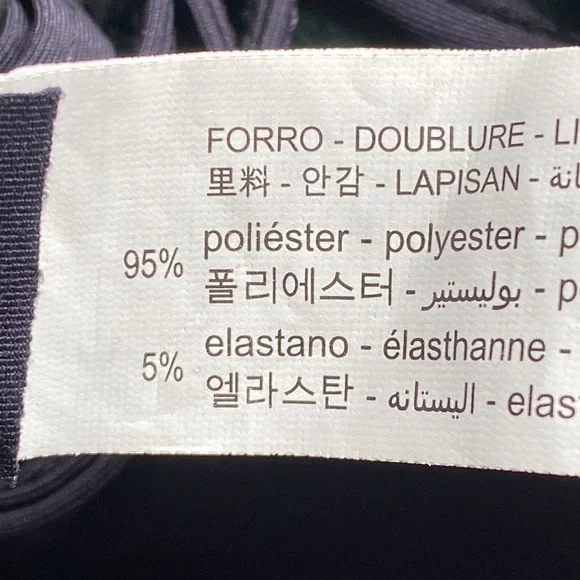 FORRO - DOUBLURE - LI
里料 - 안감 - LAPISAN -
95% poliéster - polyester - p
폴리에스터 - بوليستير - p
5% elastano - élasthanne -
엘라스탄 - اليستانه - elas